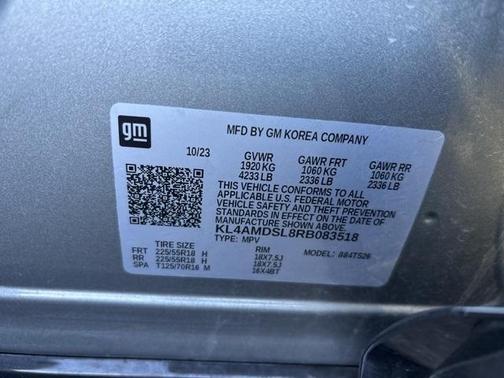 gm
MFD BY GM KOREA COMPANY
10/23 GVWR GAWR FRT GAWR RR
1920 KG 1060 KG 1060 KG
4233 LB 2336 LB 2336 LB
THIS VEHICLE CONFORMS TO ALL
APPLICABLE U.S. FEDERAL MOTOR
VEHICLE SAFETY AND THEFT PREVENTION
STANDARDS IN EFFECT ON THE DATE OF
MANUFACTURE SHOWN ABOVE.
KL4AMDSL8RB083518
TYPE: MPV MODEL: 884TS26
TIRE SIZE RIM
FRT 225/55R18 H 18X7.5J
RR 225/55R18 H 18X7.5J
SPA T125/70R16 M 16X4BT